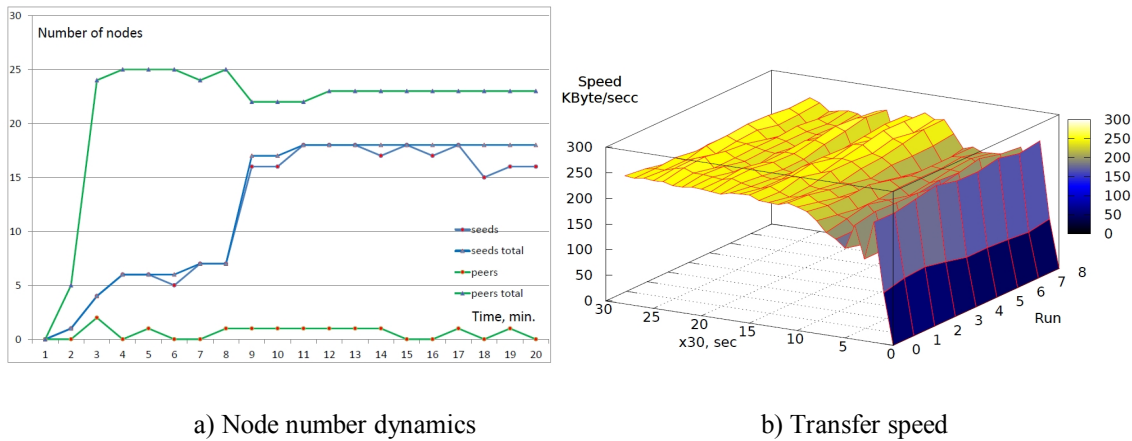 30
Number of nodes
25
20
15
10
5
0
seeds
seeds total
peers
peers total
Time, min.
1 2 3 4 5 6 7 8 9 10 11 12 13 14 15 16 17 18 19 20
a) Node number dynamics
Speed
KByte/secc
300
250
200
150
100
50
0
30 25 20 15 10 5 0
x30, sec
0 1 2 3 4 5 6 7 8
Run
300
250
200
150
100
50
0
b) Transfer speed